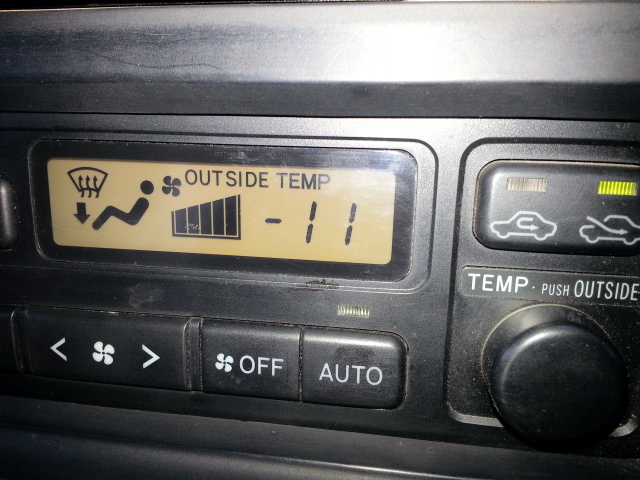 OUTSIDE TEMP
-11
TEMP · PUSH OUTSIDE
< >
OFF
AUTO